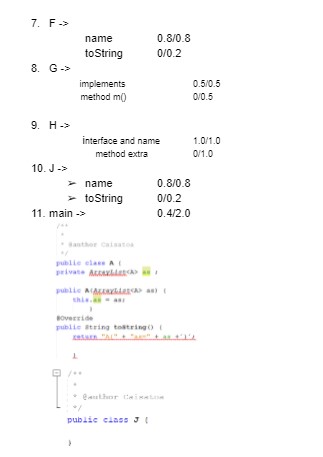 7. F ->
name 0.8/0.8
toString 0/0.2
8. G ->
implements 0.5/0.5
method m() 0/0.5
9. H ->
interface and name 1.0/1.0
method extra 0/1.0
10. J ->
➢ name 0.8/0.8
➢ toString 0/0.2
11. main -> 0.4/2.0
/**
*
* @author
*/
public class A {
private ArrayList<A> as ;
public A(ArrayList<A> as) {
this.as = as;
}
@Override
public String toString() {
return "A{" + "as=" + as +'}';
}
/**
*
* @author
*/
public class J {
}